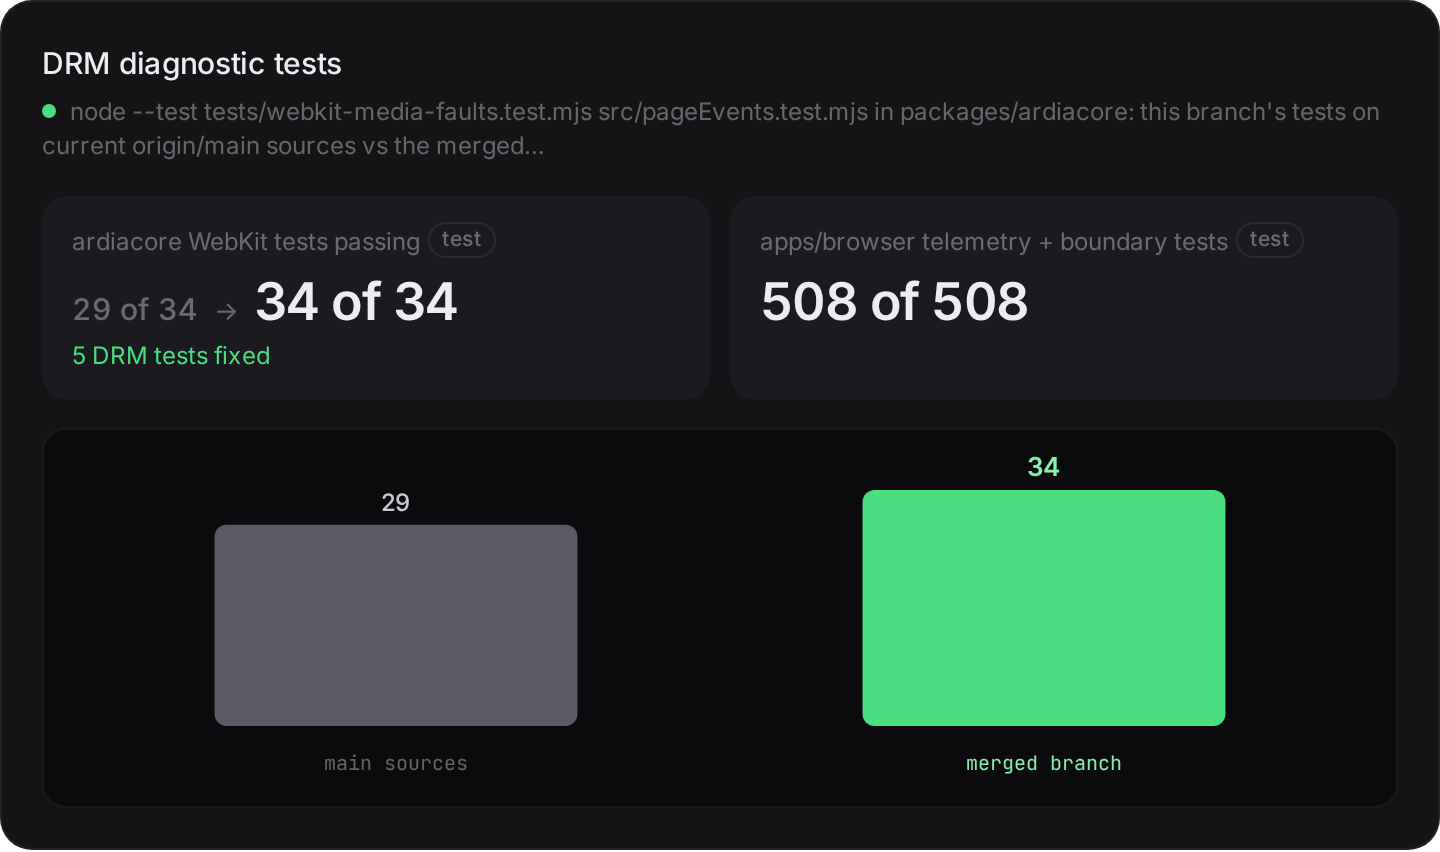 DRM diagnostic tests
node --test tests/webkit-media-faults.test.mjs src/pageEvents.test.mjs in packages/ardiacore: this branch's tests on
current origin/main sources vs the merged...
ardiacore WebKit tests passing test
29 of 34 → 34 of 34
5 DRM tests fixed
apps/browser telemetry + boundary tests test
508 of 508
29
34
main sources
merged branch